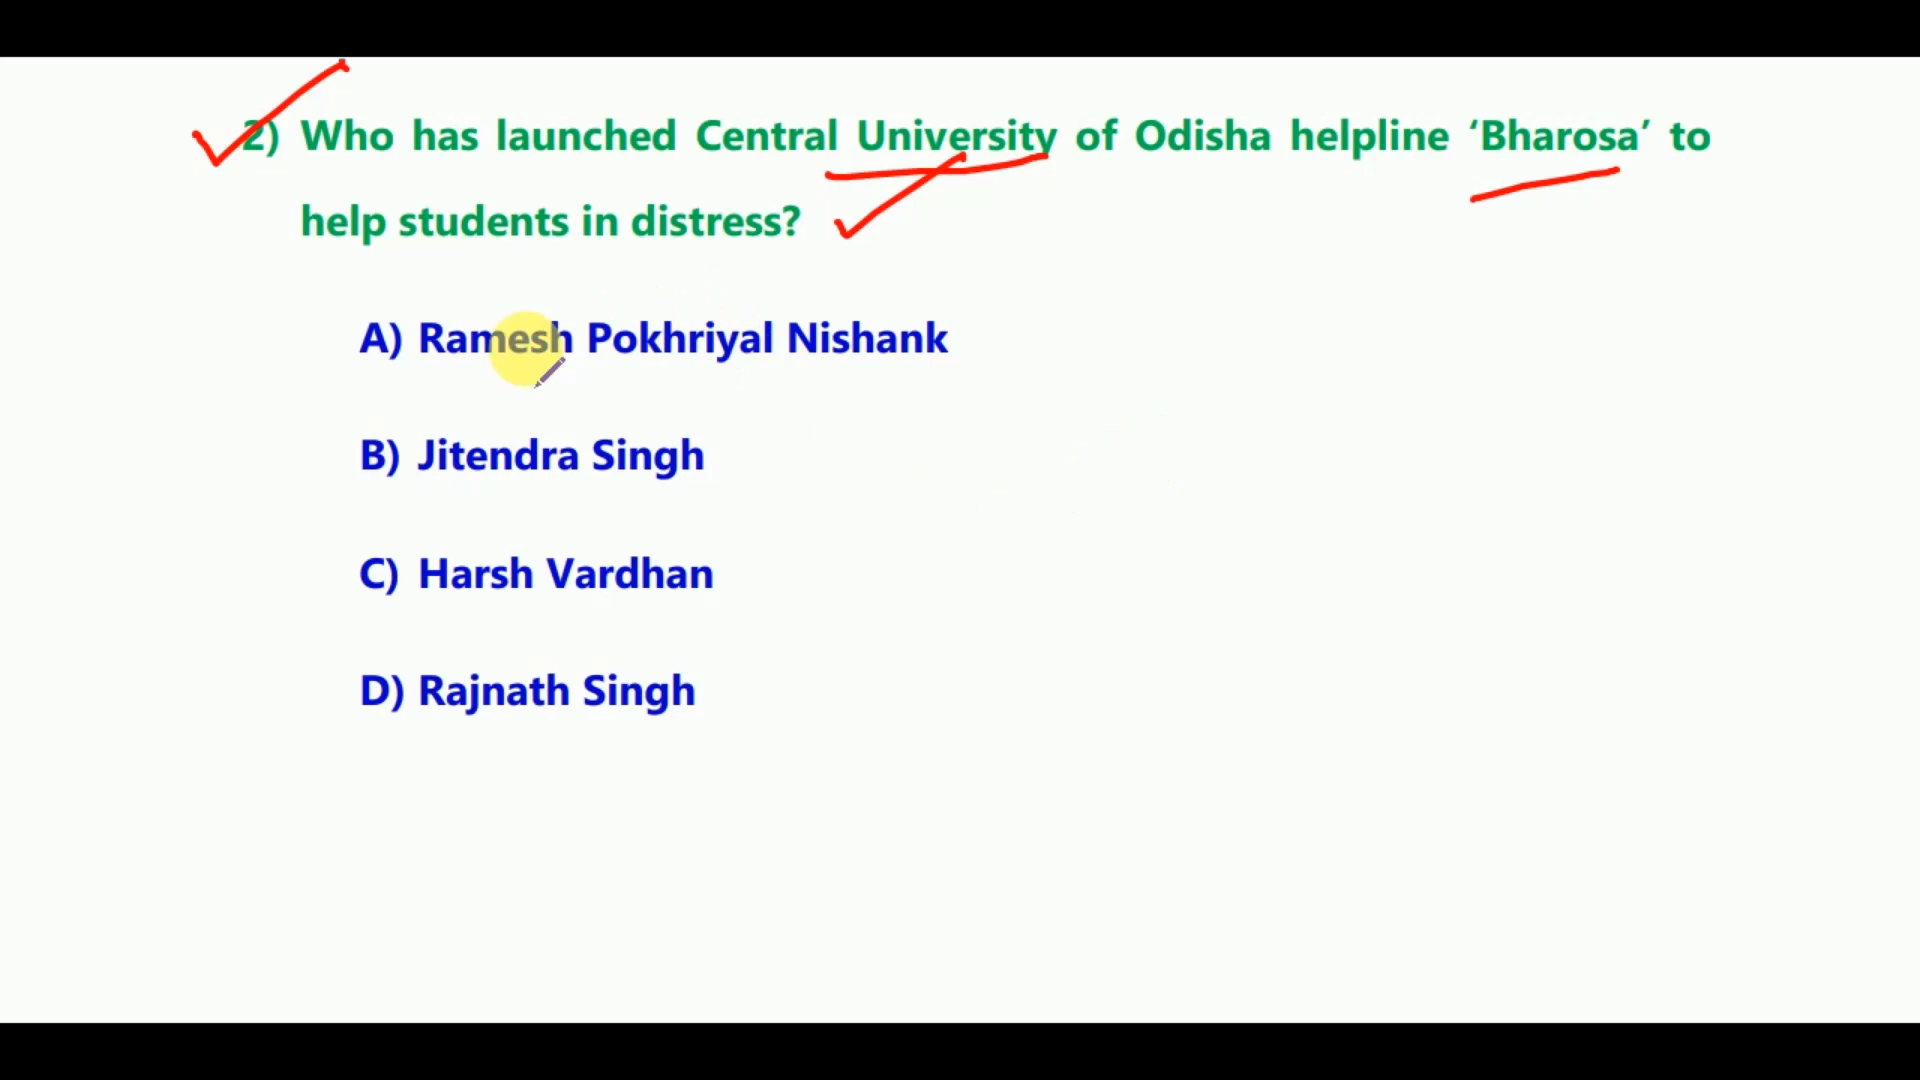 2) Who has launched Central University of Odisha helpline ‘Bharosa’ to
help students in distress?
A) Ramesh Pokhriyal Nishank
B) Jitendra Singh
C) Harsh Vardhan
D) Rajnath Singh